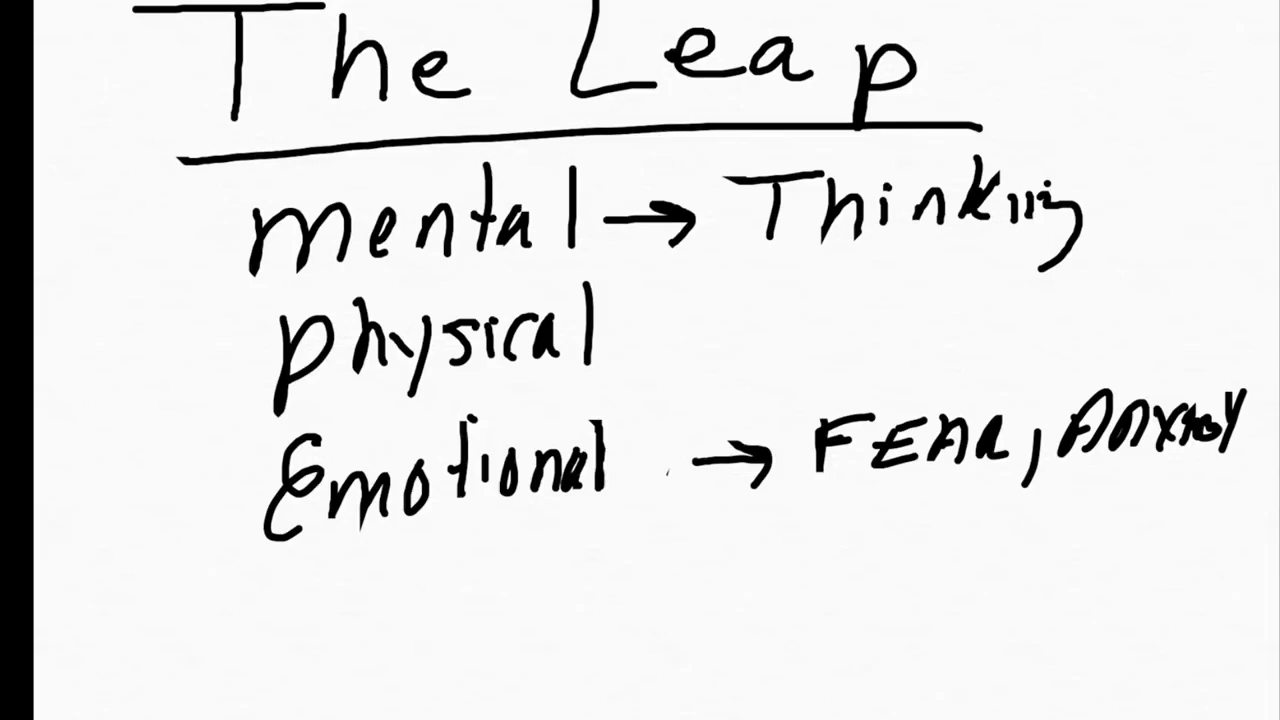 The Leap
mental → Thinking
physical
Emotional → FEAR, ANXIETY